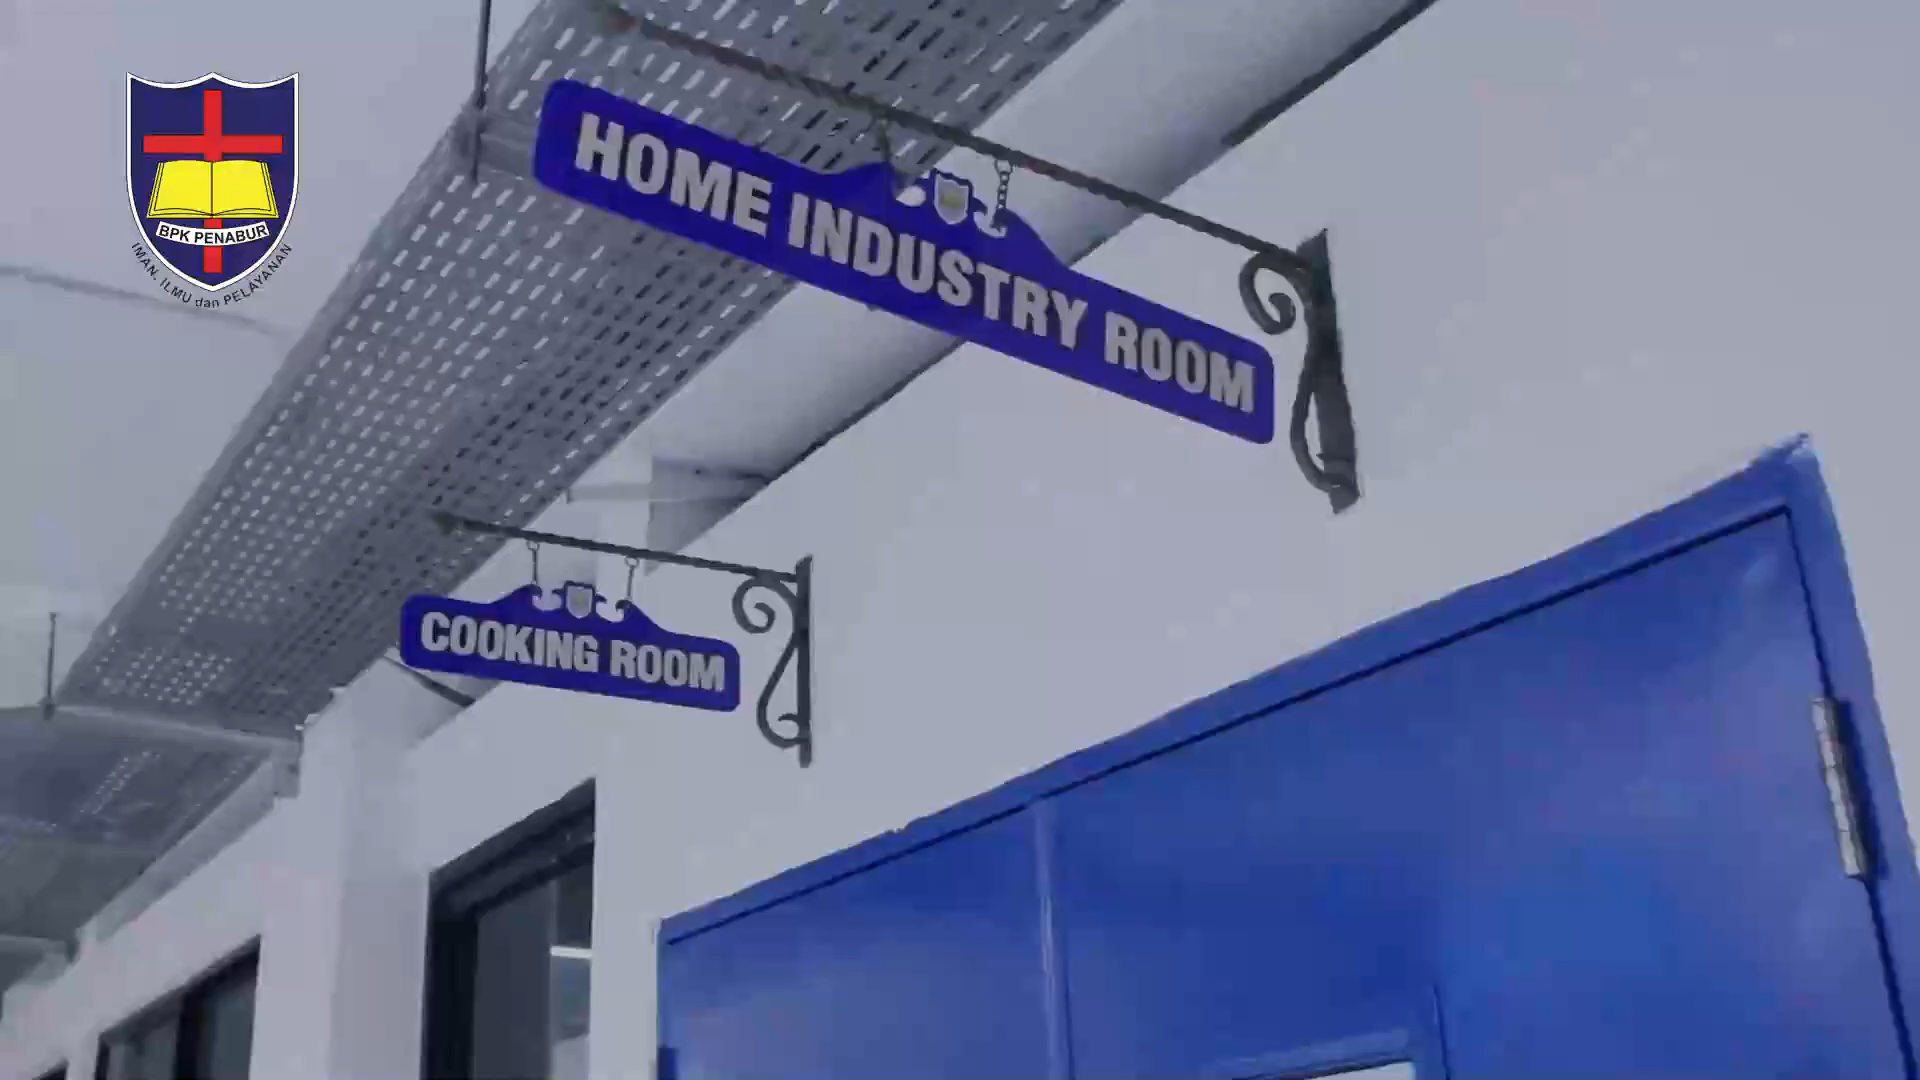 BPK PENABUR
IMAN, ILMU dan PELAYANAN
HOME INDUSTRY ROOM
COOKING ROOM